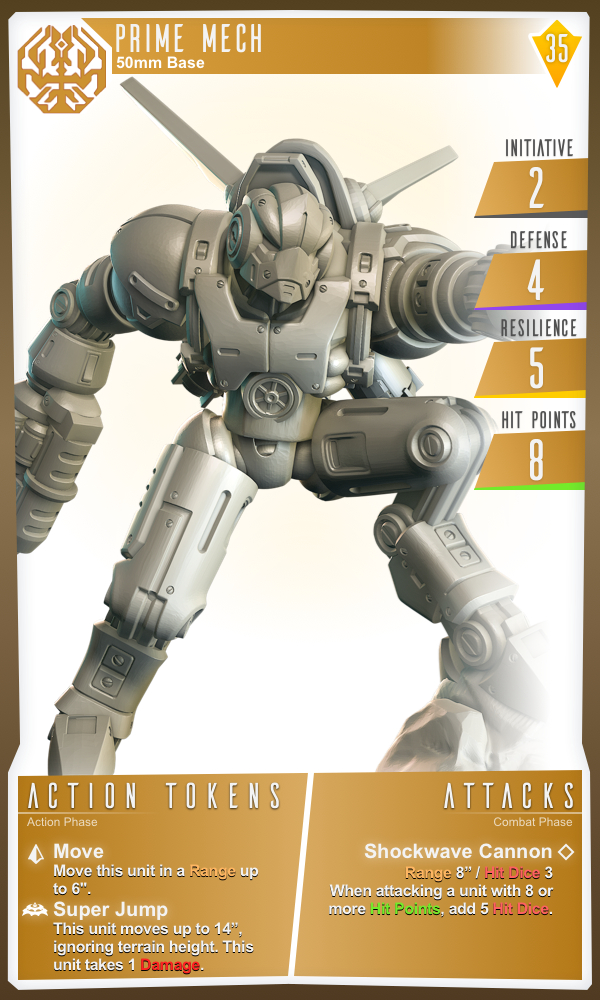 PRIME MECH
50mm Base
35
INITIATIVE
2
DEFENSE
4
RESILIENCE
5
HIT POINTS
8
ACTION TOKENS
Action Phase
Move
Move this unit in a Range up
to 6".
Super Jump
This unit moves up to 14”,
ignoring terrain height. This
unit takes 1 Damage.
ATTACKS
Combat Phase
Shockwave Cannon
Range 8” / Hit Dice 3
When attacking a unit with 8 or
more Hit Points, add 5 Hit Dice.